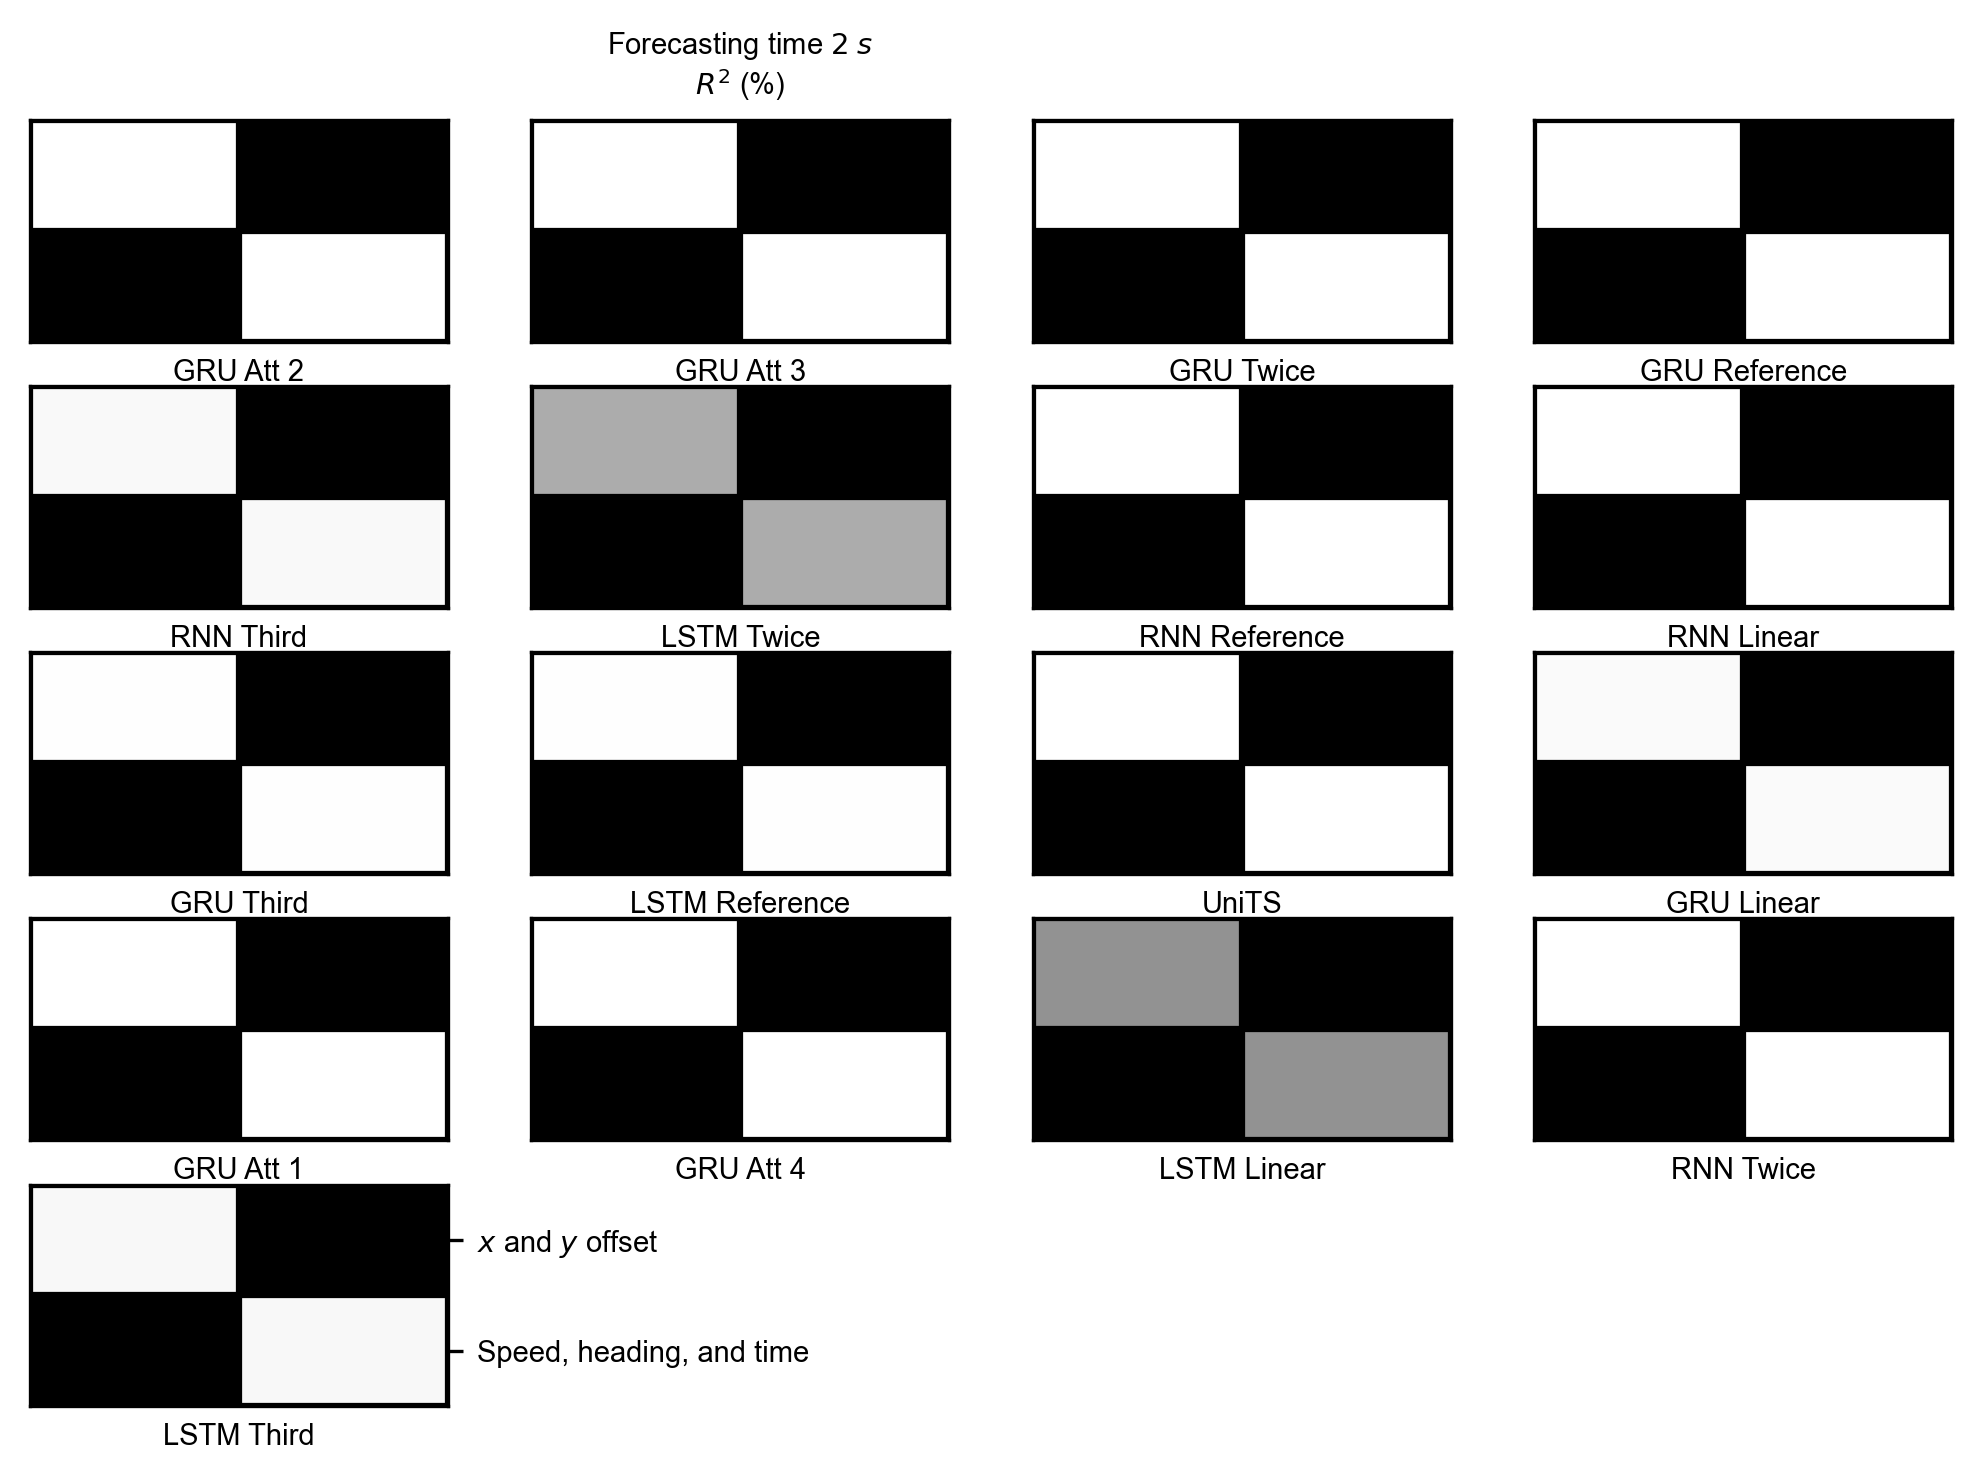 Forecasting time 2 s
R² (%)
GRU Att 2
GRU Att 3
GRU Twice
GRU Reference
RNN Third
LSTM Twice
RNN Reference
RNN Linear
GRU Third
LSTM Reference
UniTS
GRU Linear
GRU Att 1
GRU Att 4
LSTM Linear
RNN Twice
x and y offset
Speed, heading, and time
LSTM Third